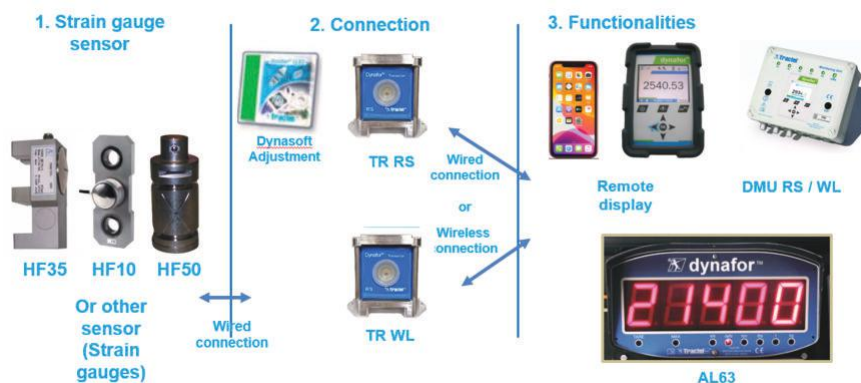 1. Strain gauge
sensor
2. Connection
3. Functionalities
Dynasoft
Adjustment
TR RS
Wired
connection
or
Wireless
connection
TR WL
HF35
HF10
HF50
Or other
sensor
(Strain
gauges)
Wired
connection
dynafor
2540.53
Remote
display
DMU RS / WL
dynafor™
21400
AL63